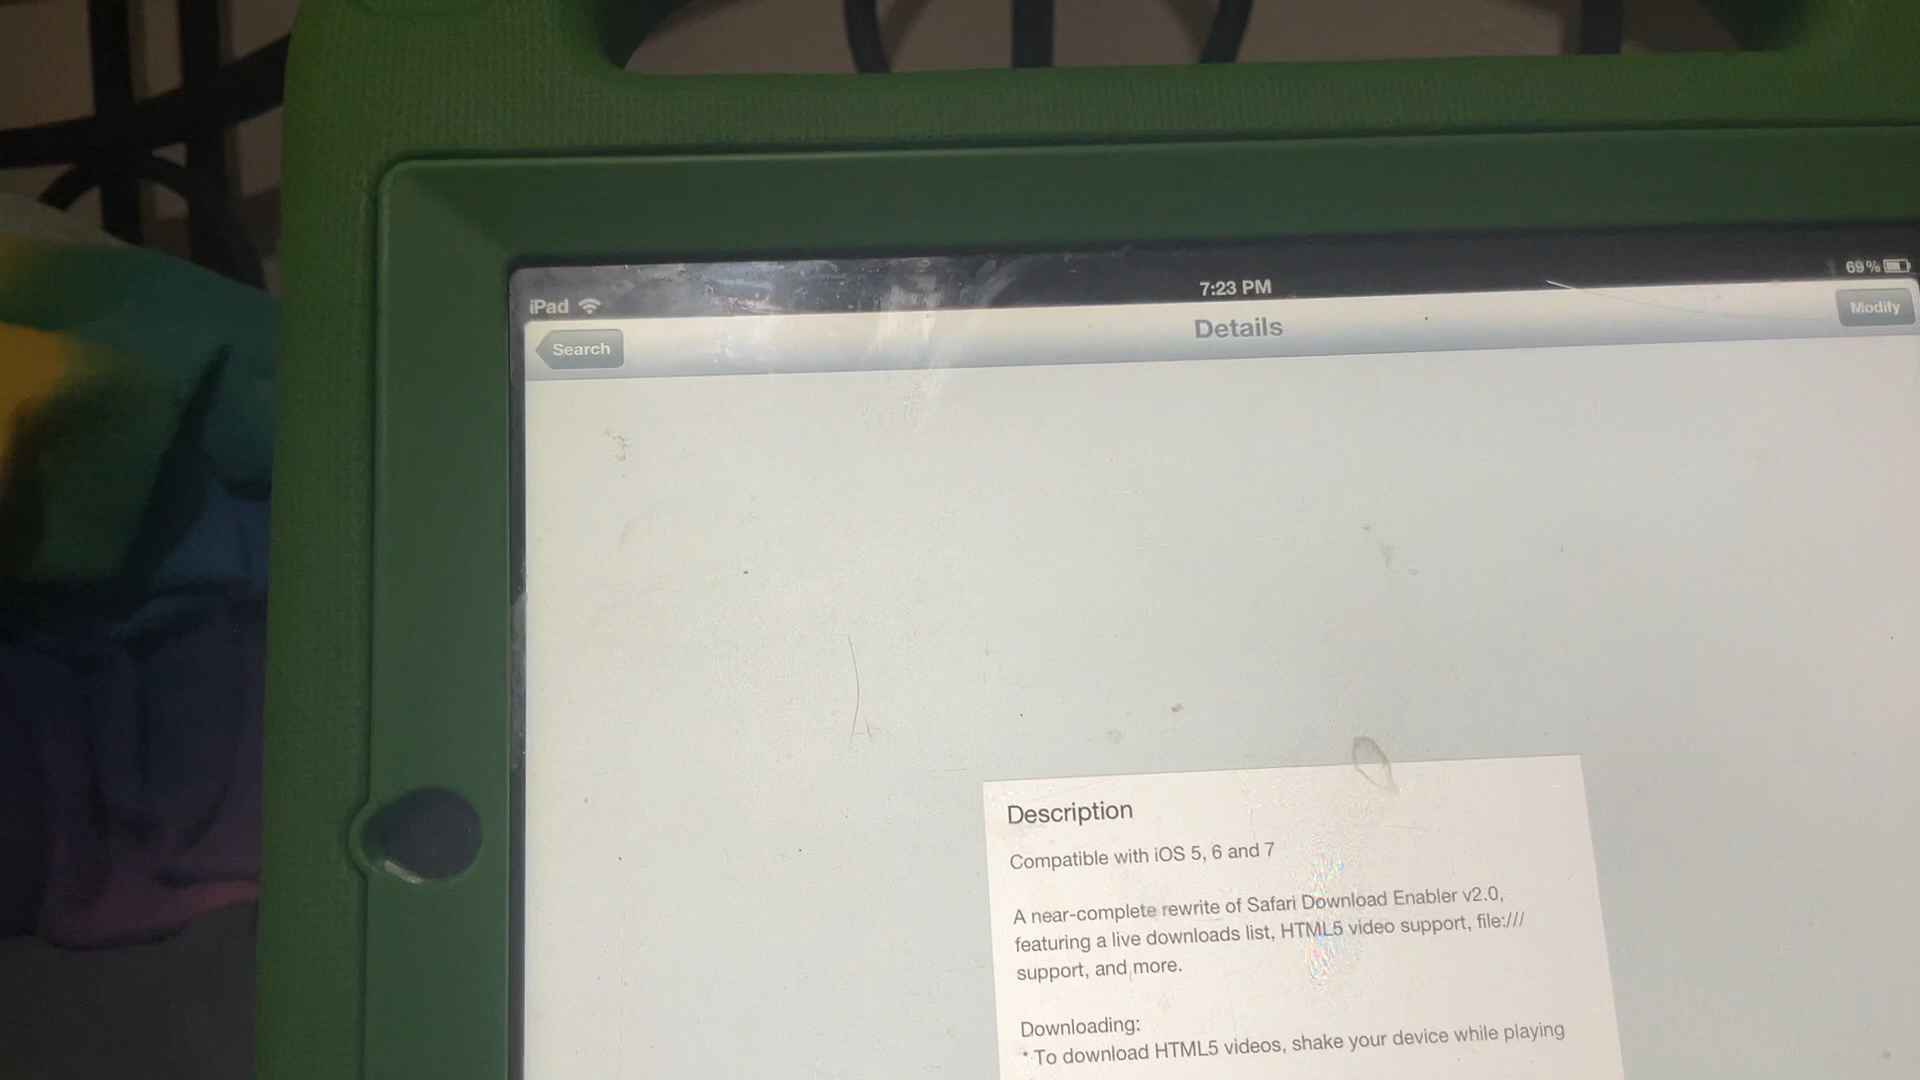 iPad
7:23 PM
69%
Search
Details
Modify
Description
Compatible with iOS 5, 6 and 7
A near-complete rewrite of Safari Download Enabler v2.0,
featuring a live downloads list, HTML5 video support, file:///
support, and more.
Downloading:
* To download HTML5 videos, shake your device while playing